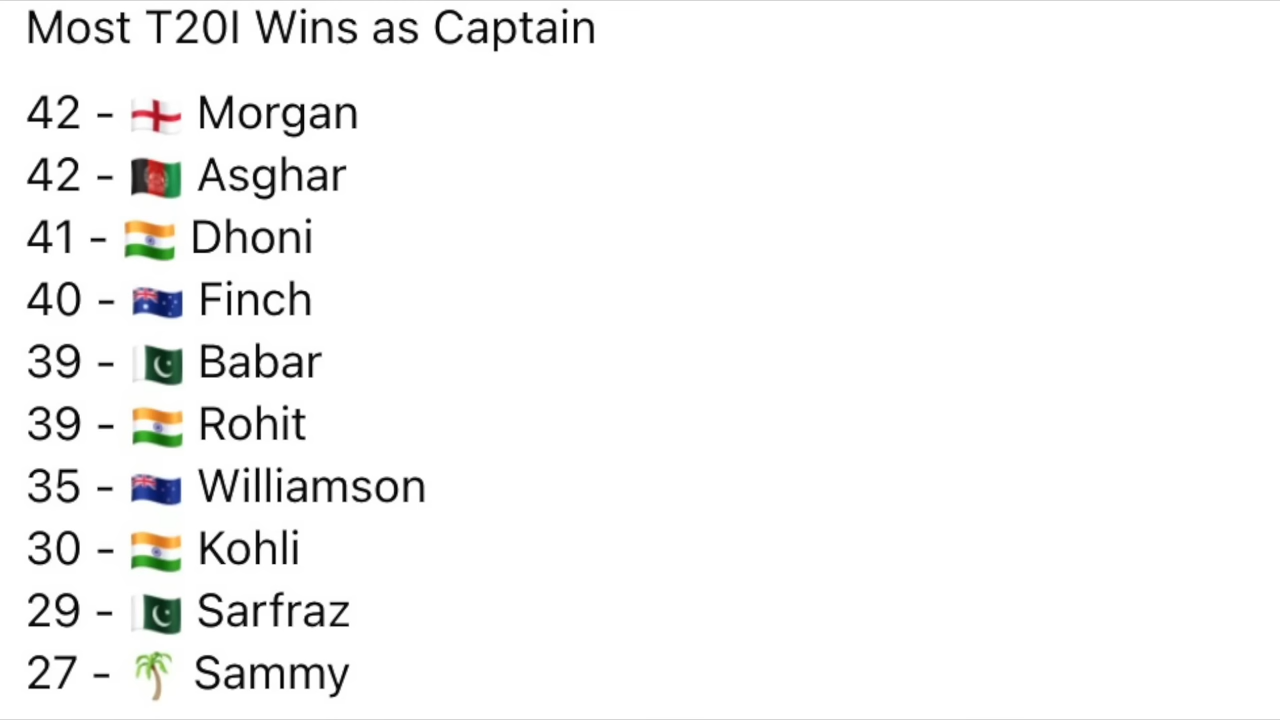 Most T20I Wins as Captain
42 - 🏴󠁧󠁢󠁥󠁮󠁧󠁿 Morgan
42 - 🇦🇫 Asghar
41 - 🇮🇳 Dhoni
40 - 🇦🇺 Finch
39 - 🇵🇰 Babar
39 - 🇮🇳 Rohit
35 - 🇳🇿 Williamson
30 - 🇮🇳 Kohli
29 - 🇵🇰 Sarfraz
27 - 🌴 Sammy